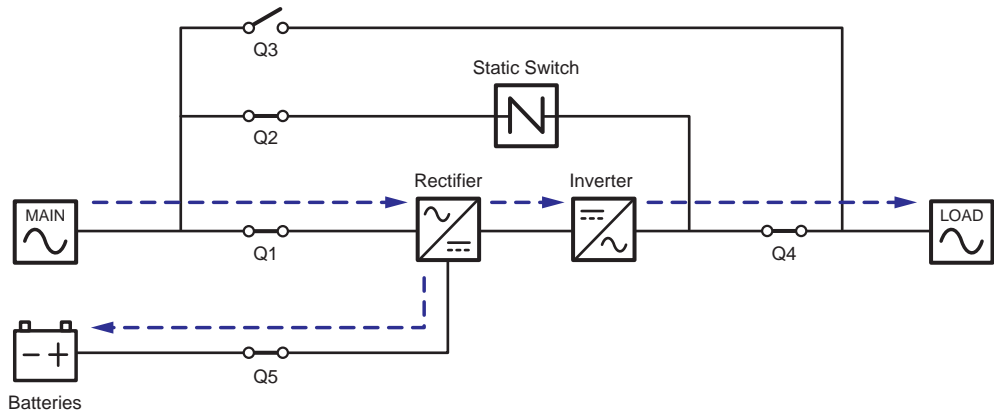 Q3
Static Switch
Q2
Rectifier
Inverter
MAIN
LOAD
Q1
Q4
Q5
Batteries